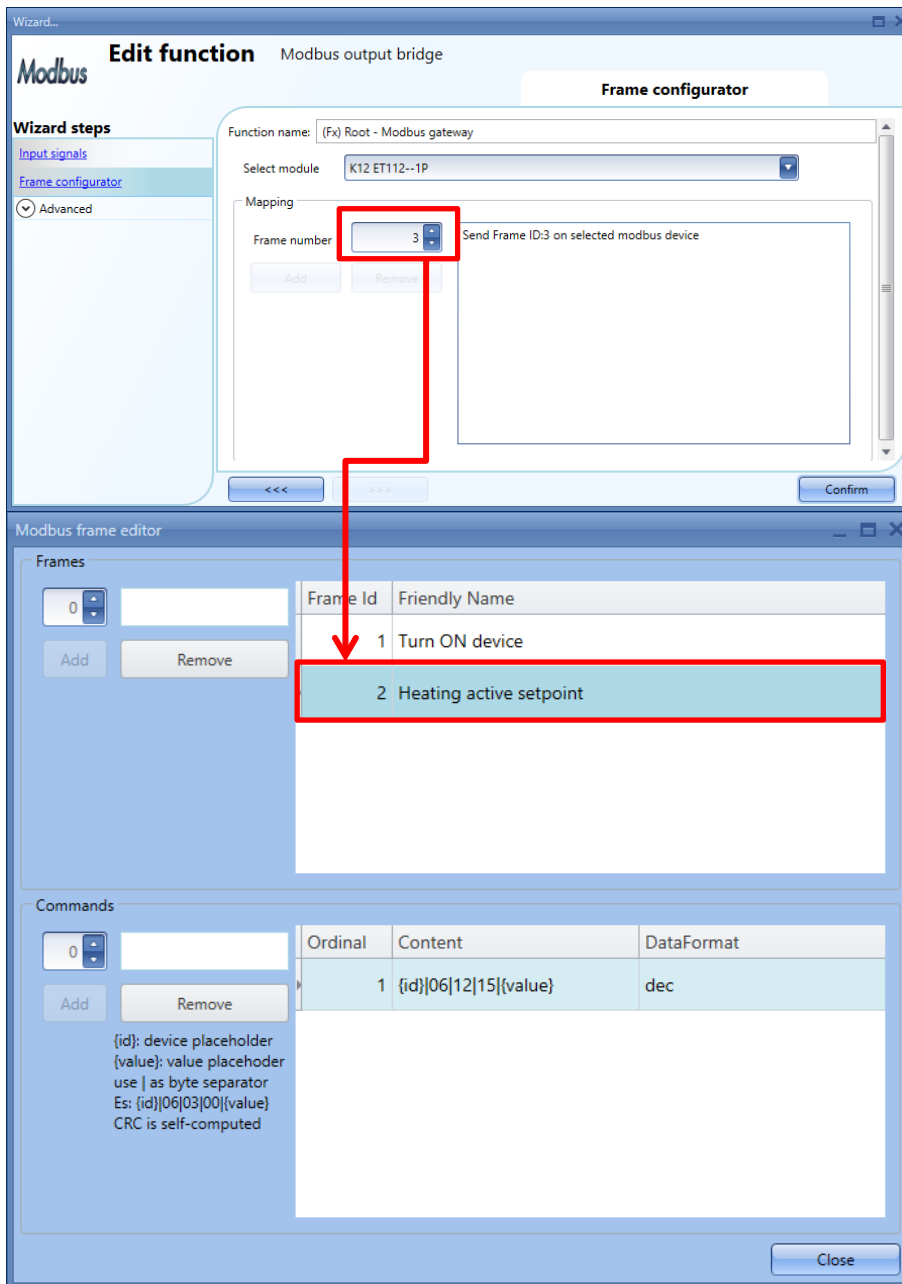 Wizard...
Modbus
Edit function Modbus output bridge
Frame configurator
Wizard steps
Input signals
Frame configurator
Advanced
Function name: (Fx) Root - Modbus gateway
Select module K12 ET112--1P
Mapping
Frame number 3
Add Remove
Send Frame ID:3 on selected modbus device
<<< >>> Confirm
Modbus frame editor
Frames
0
Add Remove
Frame Id Friendly Name
1 Turn ON device
2 Heating active setpoint
Commands
0
Add Remove
{id}: device placeholder
{value}: value placehoder
use | as byte separator
Es: {id}|06|03|00|{value}
CRC is self-computed
Ordinal Content DataFormat
1 {id}|06|12|15|{value} dec
Close